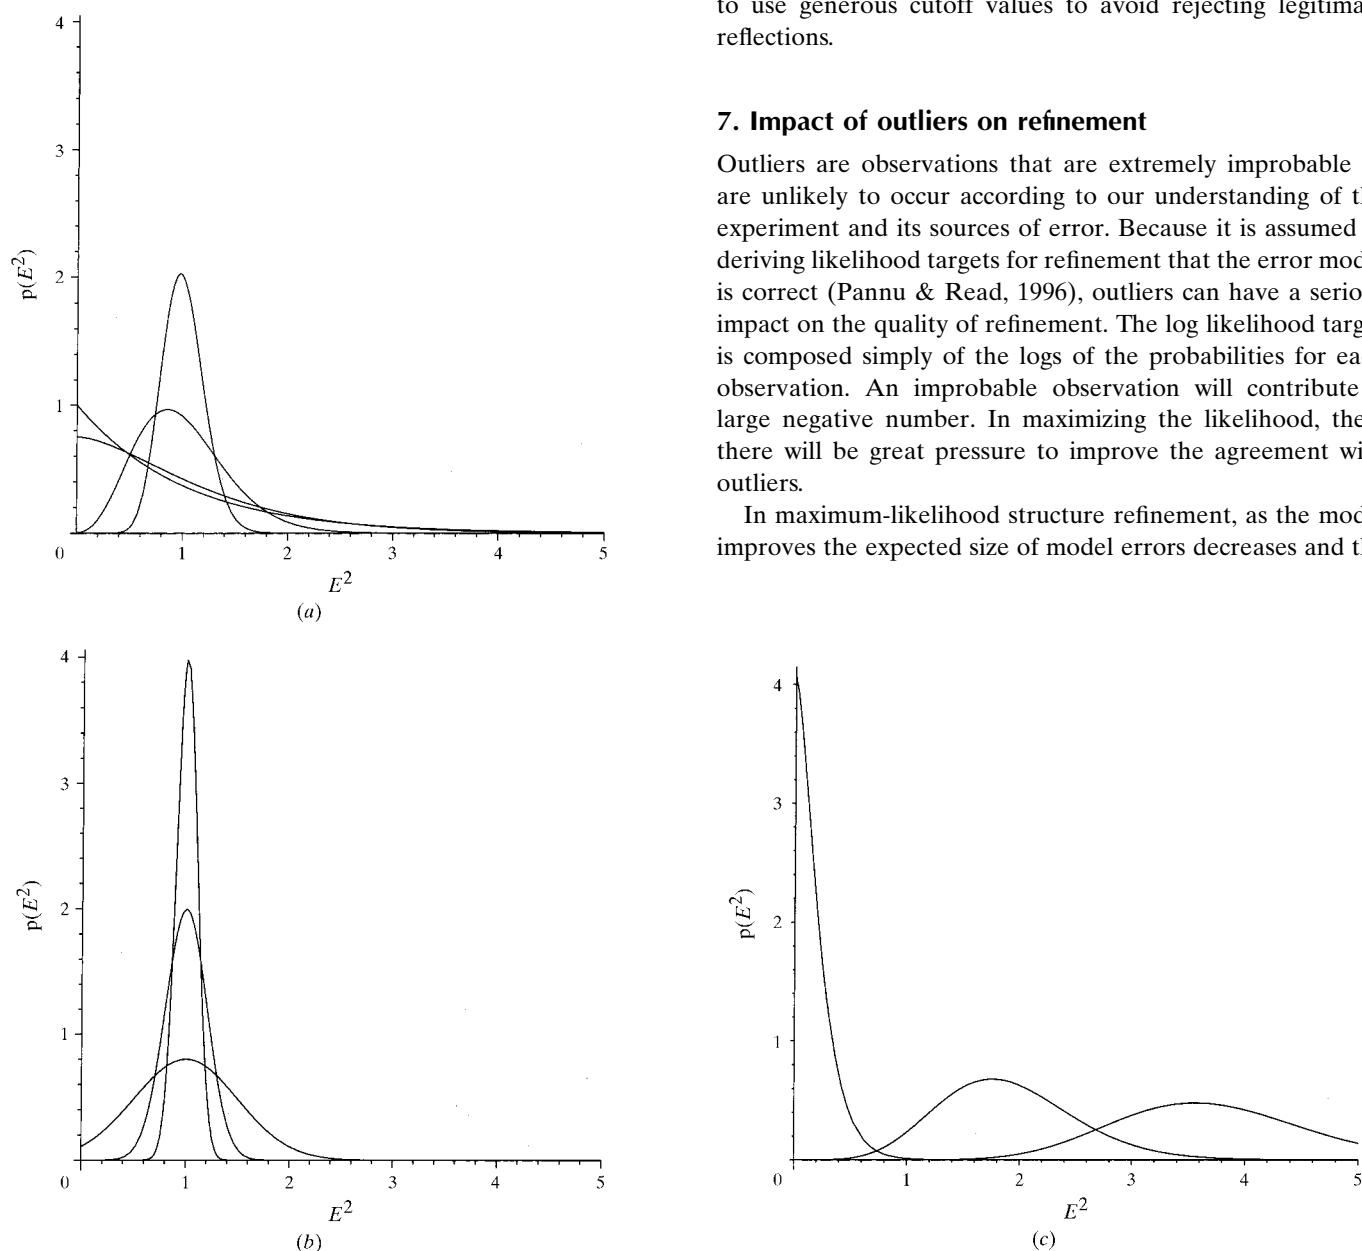 4
3
2
1
0
1
2
3
4
5
p(E²)
E²
(a)
to use generous cutoff values to avoid rejecting legitima
reflections.
7. Impact of outliers on refinement
Outliers are observations that are extremely improbable
are unlikely to occur according to our understanding of th
experiment and its sources of error. Because it is assumed
deriving likelihood targets for refinement that the error mod
is correct (Pannu & Read, 1996), outliers can have a serio
impact on the quality of refinement. The log likelihood targ
is composed simply of the logs of the probabilities for ea
observation. An improbable observation will contribute
large negative number. In maximizing the likelihood, the
there will be great pressure to improve the agreement wi
outliers.
In maximum-likelihood structure refinement, as the mod
improves the expected size of model errors decreases and th
4
3
2
1
0
1
2
3
4
5
p(E²)
E²
(b)
4
3
2
1
0
1
2
3
4
5
p(E²)
E²
(c)